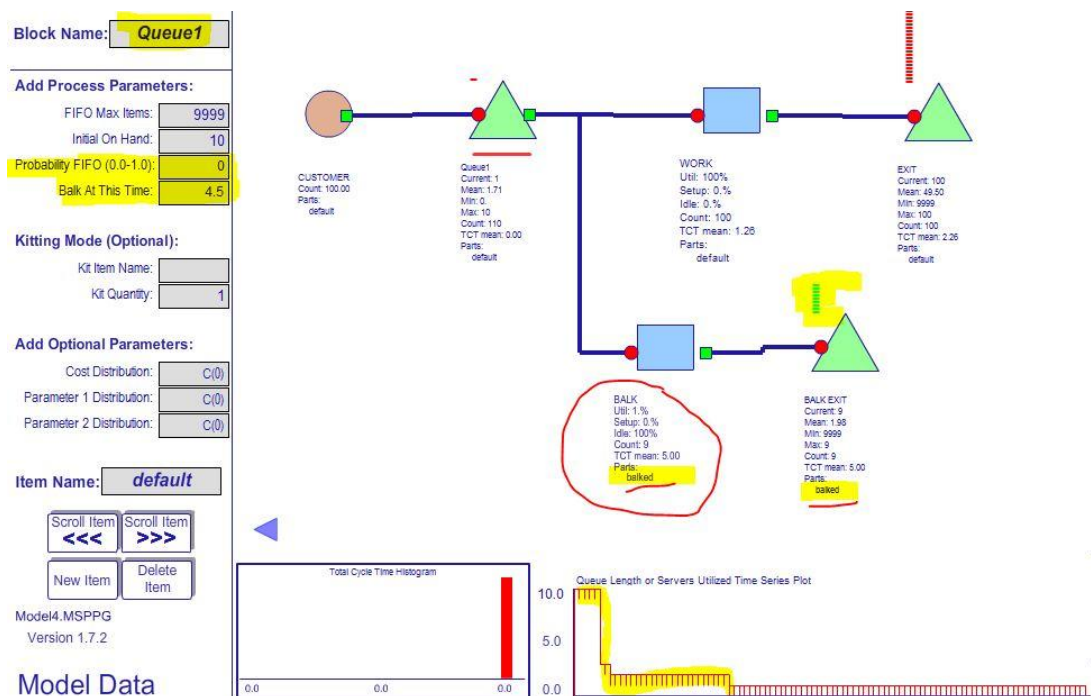 Block Name: Queue1
Add Process Parameters:
FIFO Max Items: 9999
Initial On Hand: 10
Probability FIFO (0.0-1.0): 0
Balk At This Time: 4.5
Kitting Mode (Optional):
Kit Item Name:
Kit Quantity: 1
Add Optional Parameters:
Cost Distribution: C(0)
Parameter 1 Distribution: C(0)
Parameter 2 Distribution: C(0)
Item Name: default
Scroll Item <<<
Scroll Item >>>
New Item
Delete Item
Model4.MSPPG
Version 1.7.2
Model Data
CUSTOMER
Count: 100.00
Parts:
default
Queue1
Current: 1
Mean: 1.71
Min: 0.
Max: 10
Count: 110
TCT mean: 0.00
Parts:
default
WORK
Util: 100%
Setup: 0.%
Idle: 0.%
Count: 100
TCT mean: 1.26
Parts:
default
EXIT
Current: 100
Mean: 49.50
Min: 9999
Max: 100
Count: 100
TCT mean: 2.26
Parts:
default
BALK
Util: 1.%
Setup: 0.%
Idle: 100%
Count: 9
TCT mean: 5.00
Parts:
balked
BALK EXIT
Current: 9
Mean: 1.98
Min: 9999
Max: 9
Count: 9
TCT mean: 5.00
Parts:
balked
Total Cycle Time Histogram
0.0
0.0
0.0
Queue Length or Servers Utilized Time Series Plot
10.0
5.0
0.0